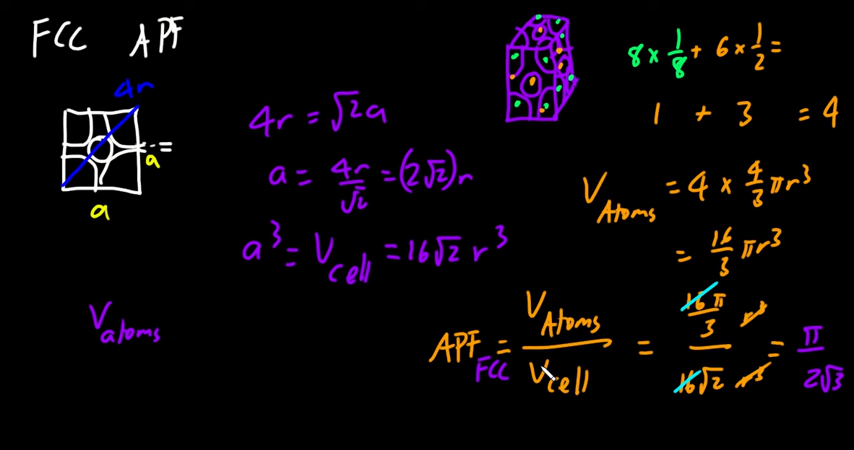 FCC APF
4r
a
a
4r = √2a
a = 4r/√2 = (2√2)r
a³ = V_cell = 16√2 r³
V_atoms
8 × 1/8 + 6 × 1/2 =
1 + 3 = 4
V_Atoms = 4 × 4/3 πr³
= 16/3 πr³
APF_FCC = V_Atoms / V_cell = (16π/3 r³) / (16√2 r³) = π / 2√3